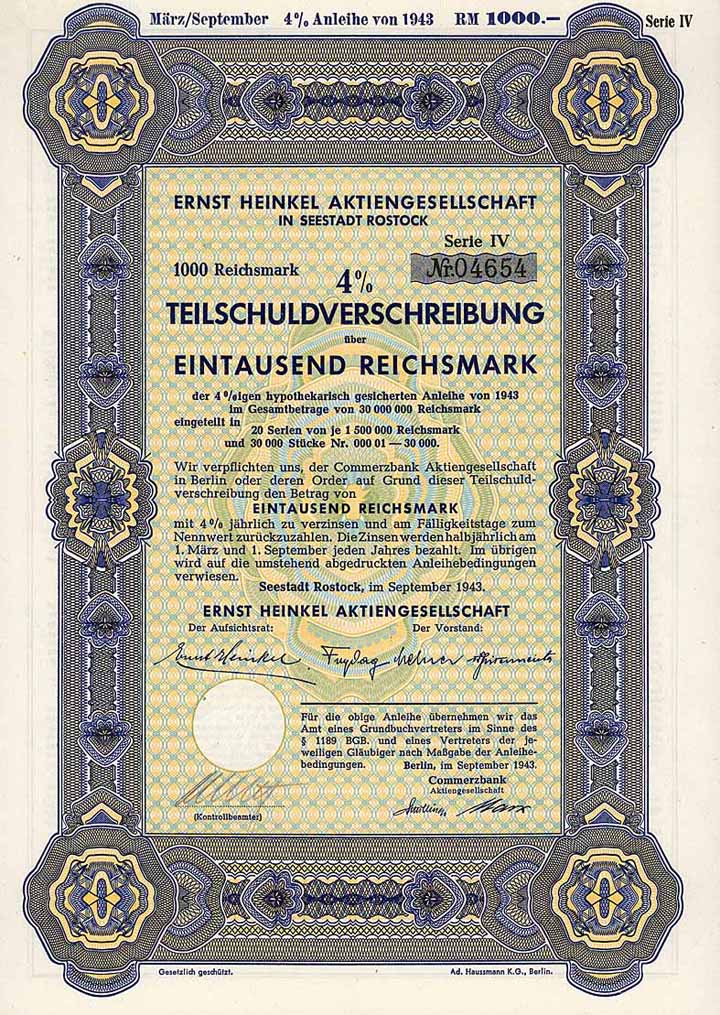 März/September 4% Anleihe von 1943 RM 1000.—
Serie IV
ERNST HEINKEL AKTIENGESELLSCHAFT
IN SEESTADT ROSTOCK
Serie IV
1000 Reichsmark 4% Nr.04654
TEILSCHULDVERSCHREIBUNG
über
EINTAUSEND REICHSMARK
der 4%igen hypothekarisch gesicherten Anleihe von 1943
im Gesamtbetrage von 30 000 000 Reichsmark
eingeteilt in
20 Serien von je 1 500 000 Reichsmark
und 30 000 Stücke Nr. 000 01 — 30 000.
Wir verpflichten uns, der Commerzbank Aktiengesellschaft
in Berlin oder deren Order auf Grund dieser Teilschuld-
verschreibung den Betrag von
EINTAUSEND REICHSMARK
mit 4% jährlich zu verzinsen und am Fälligkeitstage zum
Nennwert zurückzuzahlen. Die Zinsen werden halbjährlich am
1. März und 1. September jeden Jahres bezahlt. Im übrigen
wird auf die umstehend abgedruckten Anleihebedingungen
verwiesen.
Seestadt Rostock, im September 1943.
ERNST HEINKEL AKTIENGESELLSCHAFT
Der Aufsichtsrat: Der Vorstand:
Ernst Heinkel
Für die obige Anleihe übernehmen wir das
Amt eines Grundbuchvertreters im Sinne des
§ 1189 BGB. und eines Vertreters der je-
weiligen Gläubiger nach Maßgabe der Anleihe-
bedingungen. Berlin, im September 1943.
Commerzbank
Aktiengesellschaft
(Kontrollbeamter)
Gesetzlich geschützt.
Ad. Haussmann K.G., Berlin.